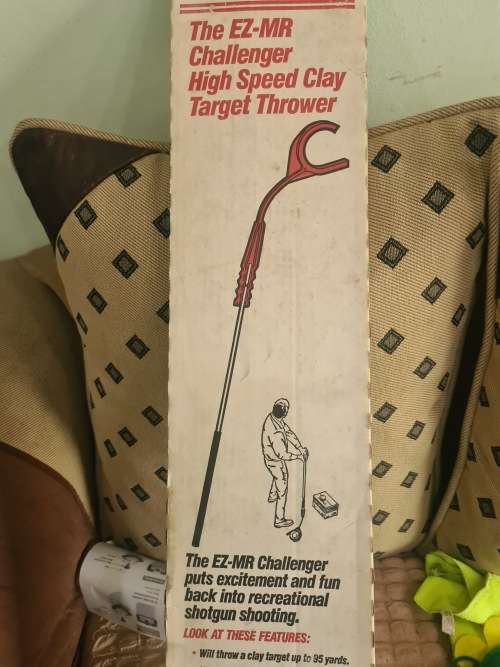 The EZ-MR
Challenger
High Speed Clay
Target Thrower
The EZ-MR Challenger
puts excitement and fun
back into recreational
shotgun shooting.
LOOK AT THESE FEATURES:
• Will throw a clay target up to 95 yards.